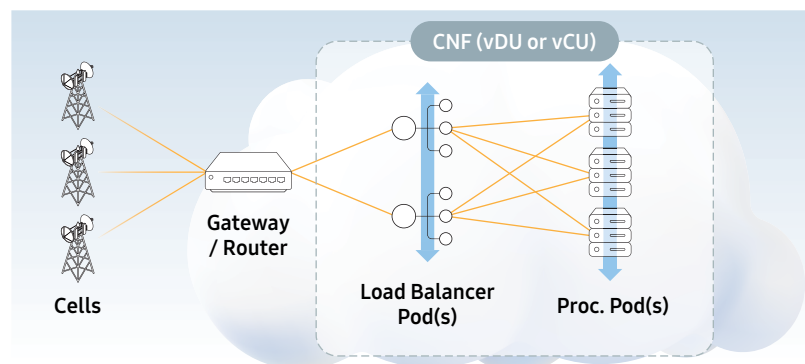 CNF (vDU or vCU)
Gateway
/ Router
Cells
Load Balancer
Pod(s)
Proc. Pod(s)